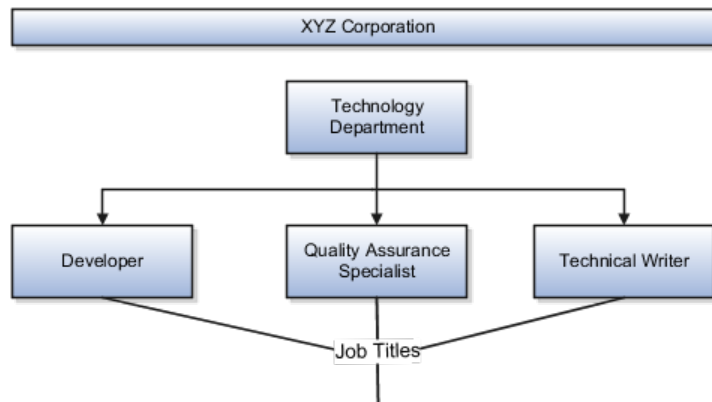 XYZ Corporation
Technology
Department
Developer
Quality Assurance
Specialist
Technical Writer
Job Titles